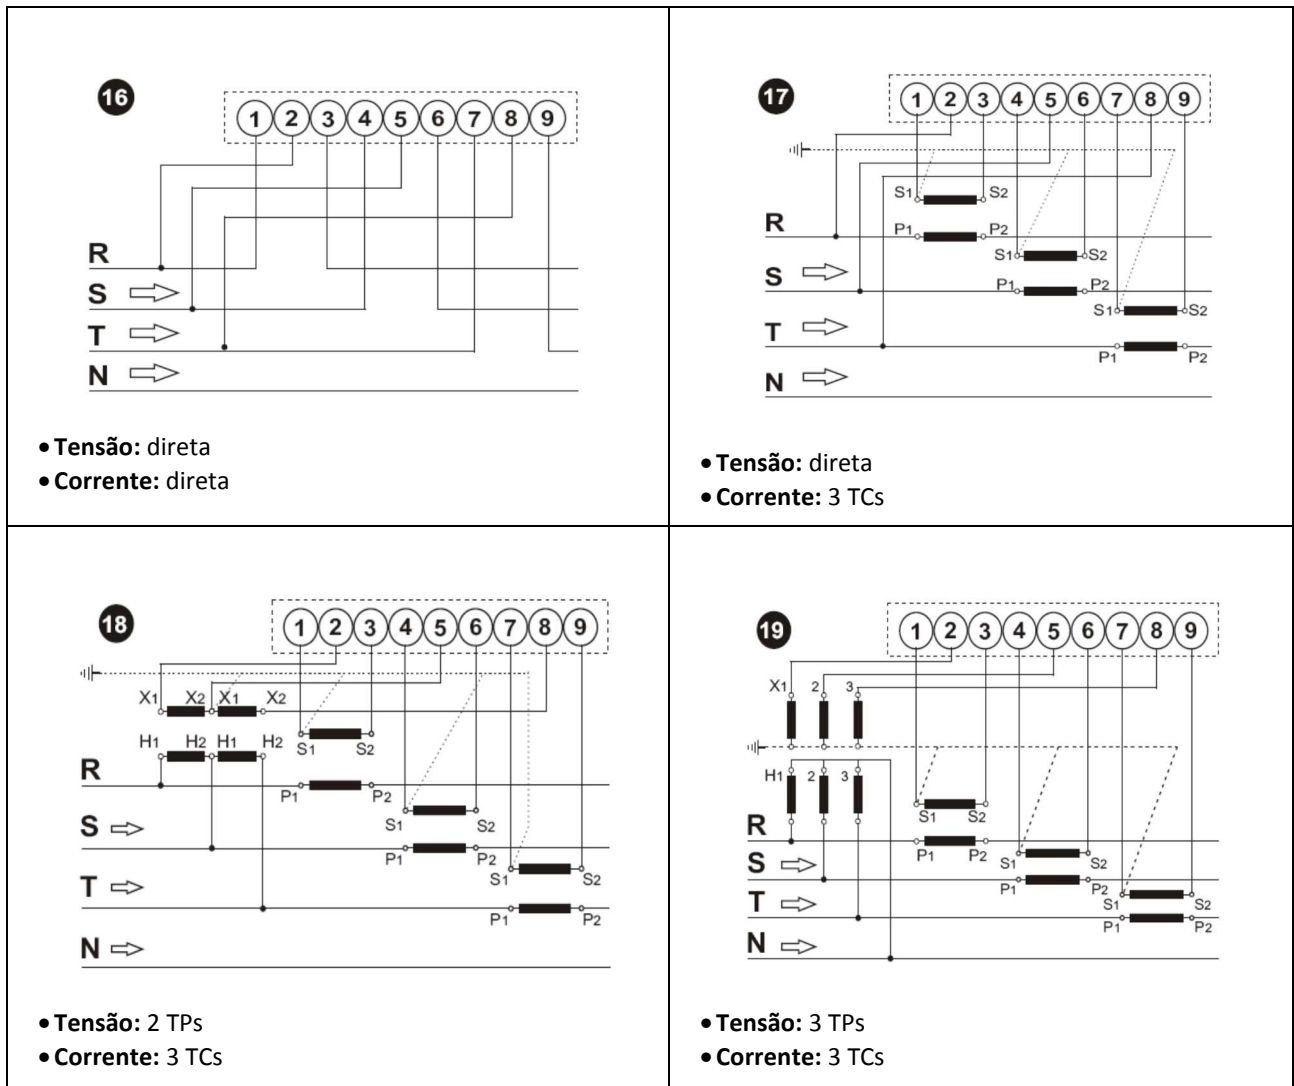 16
1 2 3 4 5 6 7 8 9
R
S
T
N
• Tensão: direta
• Corrente: direta
17
1 2 3 4 5 6 7 8 9
S1 S2
R
P1 P2
S1 S2
S
P1 P2
S1 S2
T
P1 P2
N
• Tensão: direta
• Corrente: 3 TCs
18
1 2 3 4 5 6 7 8 9
X1 X2 X1 X2
H1 H2 H1 H2
S1 S2
R
P1 P2
S1 S2
S
P1 P2
S1 S2
T
P1 P2
N
• Tensão: 2 TPs
• Corrente: 3 TCs
19
1 2 3 4 5 6 7 8 9
X1 2 3
H1 2 3
S1 S2
R
P1 P2
S1 S2
S
P1 P2
S1 S2
T
P1 P2
N
• Tensão: 3 TPs
• Corrente: 3 TCs